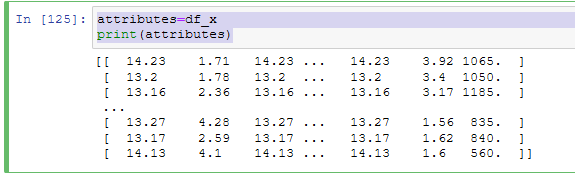 In [125]: attributes=df_x
print(attributes)
[[ 14.23 1.71 14.23 ... 14.23 3.92 1065. ]
[ 13.2 1.78 13.2 ... 13.2 3.4 1050. ]
[ 13.16 2.36 13.16 ... 13.16 3.17 1185. ]
...
[ 13.27 4.28 13.27 ... 13.27 1.56 835. ]
[ 13.17 2.59 13.17 ... 13.17 1.62 840. ]
[ 14.13 4.1 14.13 ... 14.13 1.6 560. ]]